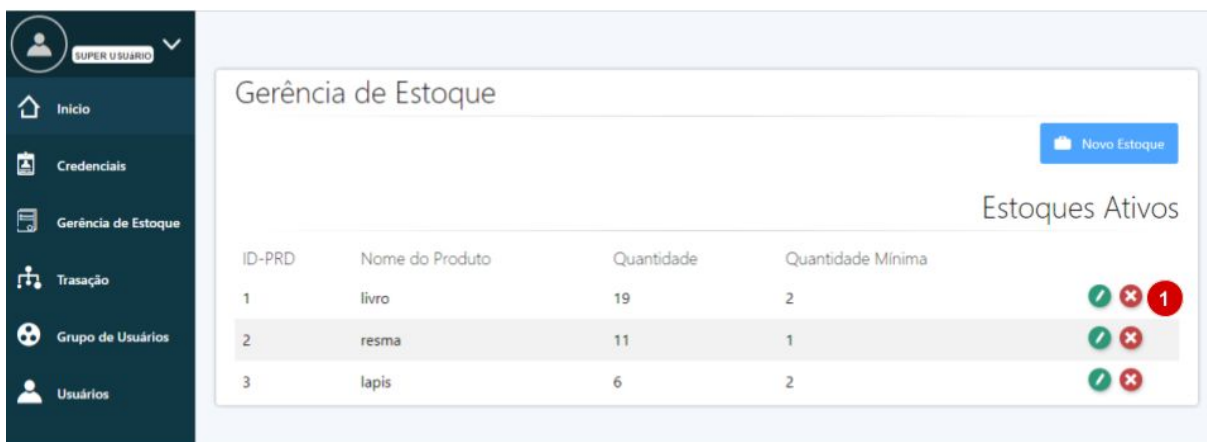 SUPER USUáRIO
Início
Credenciais
Gerência de Estoque
Trasação
Grupo de Usuários
Usuários
Gerência de Estoque
Novo Estoque
Estoques Ativos
ID-PRD Nome do Produto Quantidade Quantidade Mínima
1 livro 19 2 1
2 resma 11 1
3 lapis 6 2